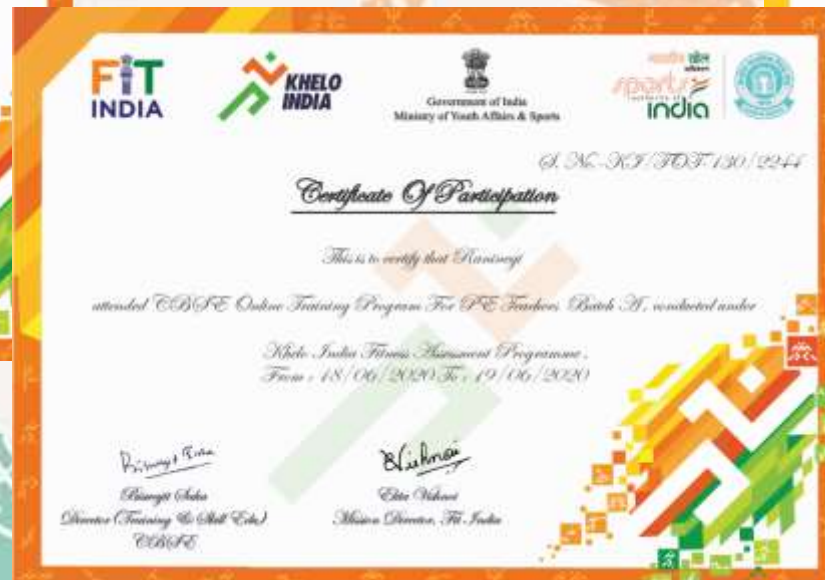 FIT
INDIA
KHELO
INDIA
Government of India
Ministry of Youth Affairs & Sports
भारतीय खेल
sports
india
S. No.-KI/TOT-130/2244
Certificate Of Participation
This is to certify that
attended CBSE Online Training Program For PE Teachers Batch A, conducted under
Khelo India Fitness Assessment Programme,
From : 18/06/2020 To : 19/06/2020
Biswajit Saha
Director (Training & Skill Edu)
CBSE
Ekta Vishnoi
Mission Director, Fit India